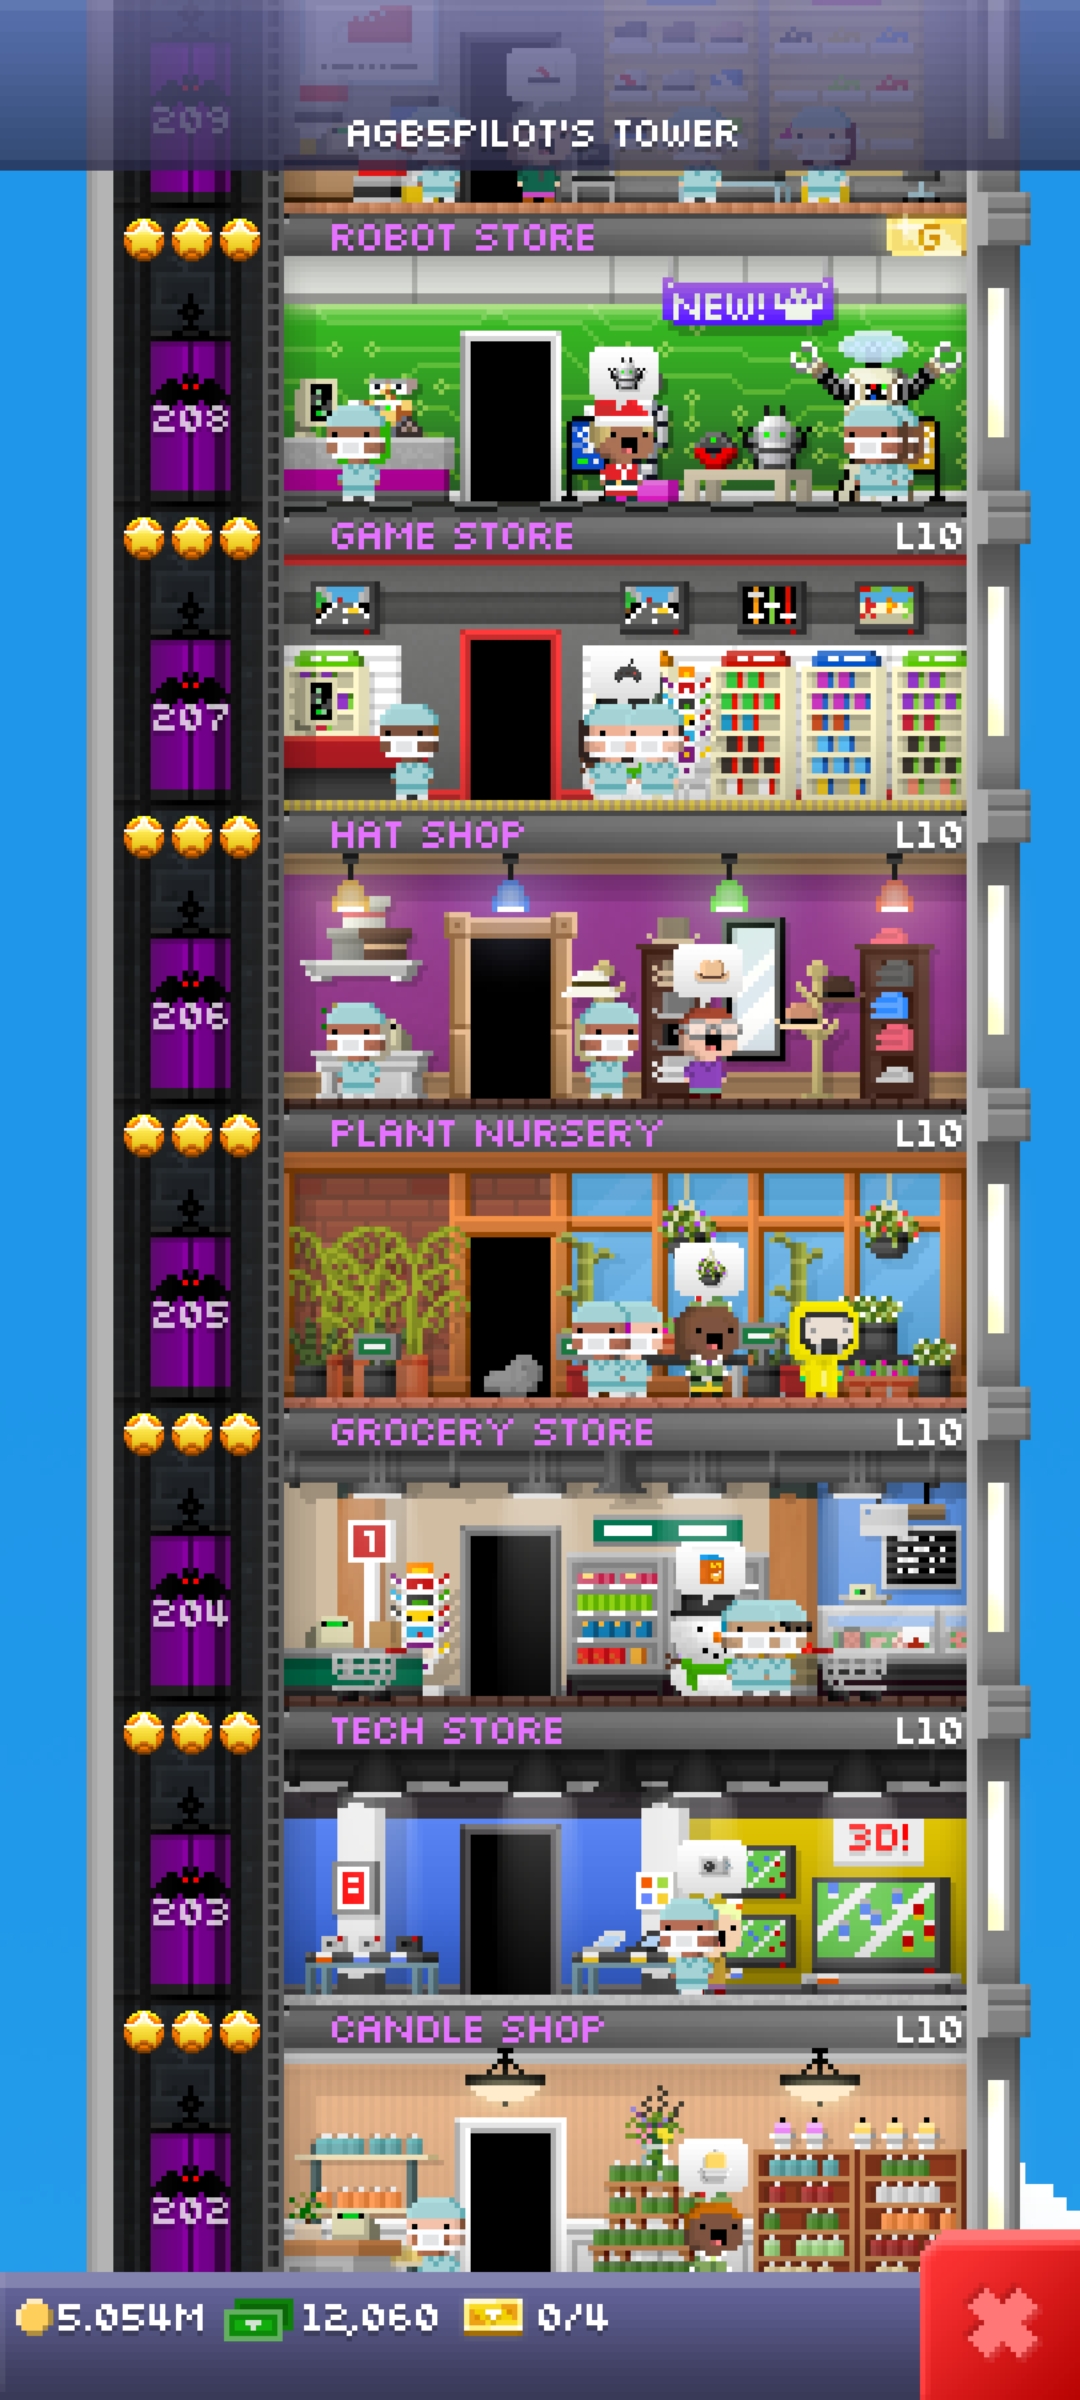 209
AGB5PILOT'S TOWER
ROBOT STORE
G
NEW!
208
GAME STORE
L10
207
HAT SHOP
L10
206
PLANT NURSERY
L10
205
GROCERY STORE
L10
1
204
TECH STORE
L10
3D!
8
203
CANDLE SHOP
L10
202
5.054M
12,060
0/4